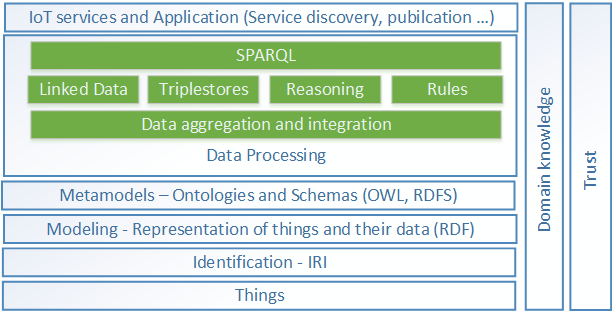 IoT services and Application (Service discovery, pubilcation ...)
SPARQL
Linked Data
Triplestores
Reasoning
Rules
Data aggregation and integration
Data Processing
Metamodels – Ontologies and Schemas (OWL, RDFS)
Modeling - Representation of things and their data (RDF)
Identification - IRI
Things
Domain knowledge
Trust